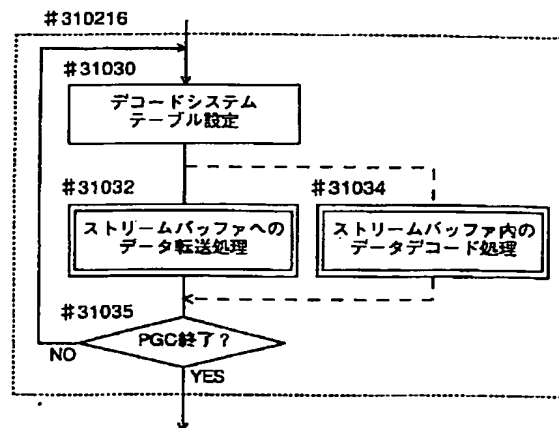 #310216
#31030
デコードシステム
テーブル設定
#31032
ストリームバッファへの
データ転送処理
#31034
ストリームバッファ内の
データデコード処理
#31035
PGC終了？
NO
YES